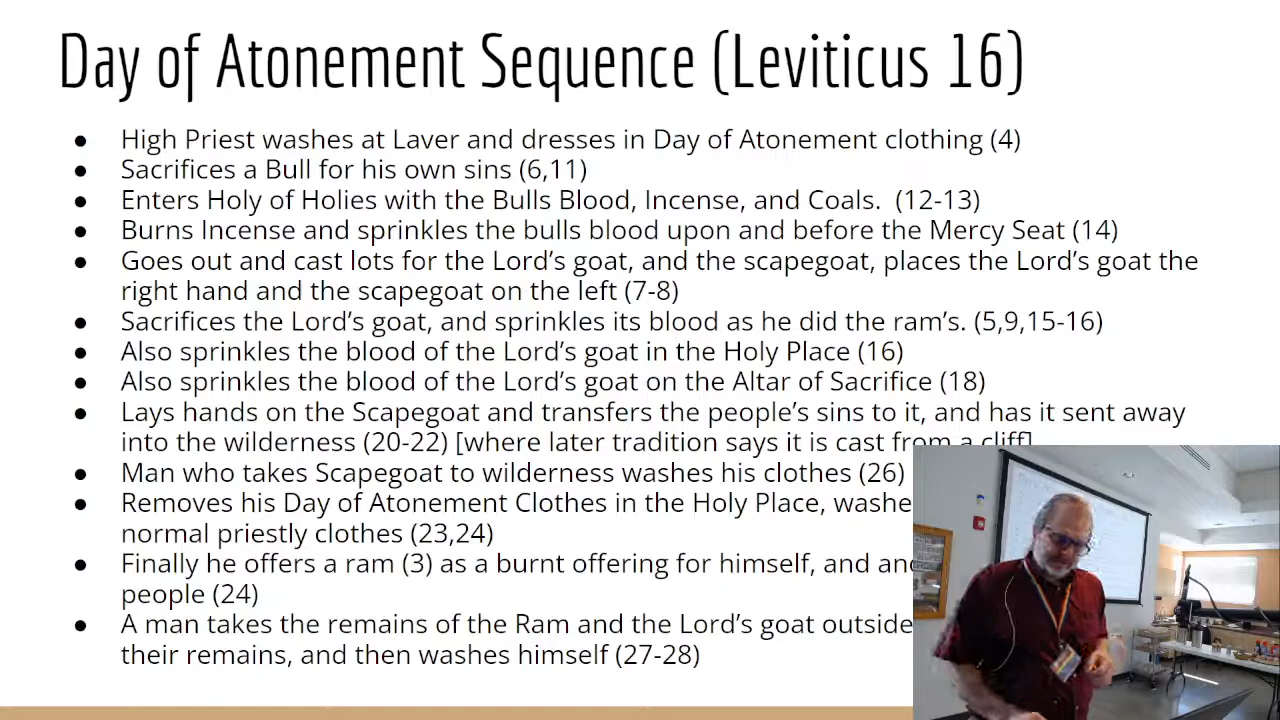 Day of Atonement Sequence (Leviticus 16)
● High Priest washes at Laver and dresses in Day of Atonement clothing (4)
● Sacrifices a Bull for his own sins (6,11)
● Enters Holy of Holies with the Bulls Blood, Incense, and Coals. (12-13)
● Burns Incense and sprinkles the bulls blood upon and before the Mercy Seat (14)
● Goes out and cast lots for the Lord’s goat, and the scapegoat, places the Lord’s goat the
right hand and the scapegoat on the left (7-8)
● Sacrifices the Lord’s goat, and sprinkles its blood as he did the ram’s. (5,9,15-16)
● Also sprinkles the blood of the Lord’s goat in the Holy Place (16)
● Also sprinkles the blood of the Lord’s goat on the Altar of Sacrifice (18)
● Lays hands on the Scapegoat and transfers the people’s sins to it, and has it sent away
into the wilderness (20-22) [where later tradition says it is cast from a cliff]
● Man who takes Scapegoat to wilderness washes his clothes (26)
● Removes his Day of Atonement Clothes in the Holy Place,
normal priestly clothes (23,24)
● Finally he offers a ram (3) as a burnt offering for himself, and
people (24)
● A man takes the remains of the Ram and the Lord’s goat outside
their remains, and then washes himself (27-28)